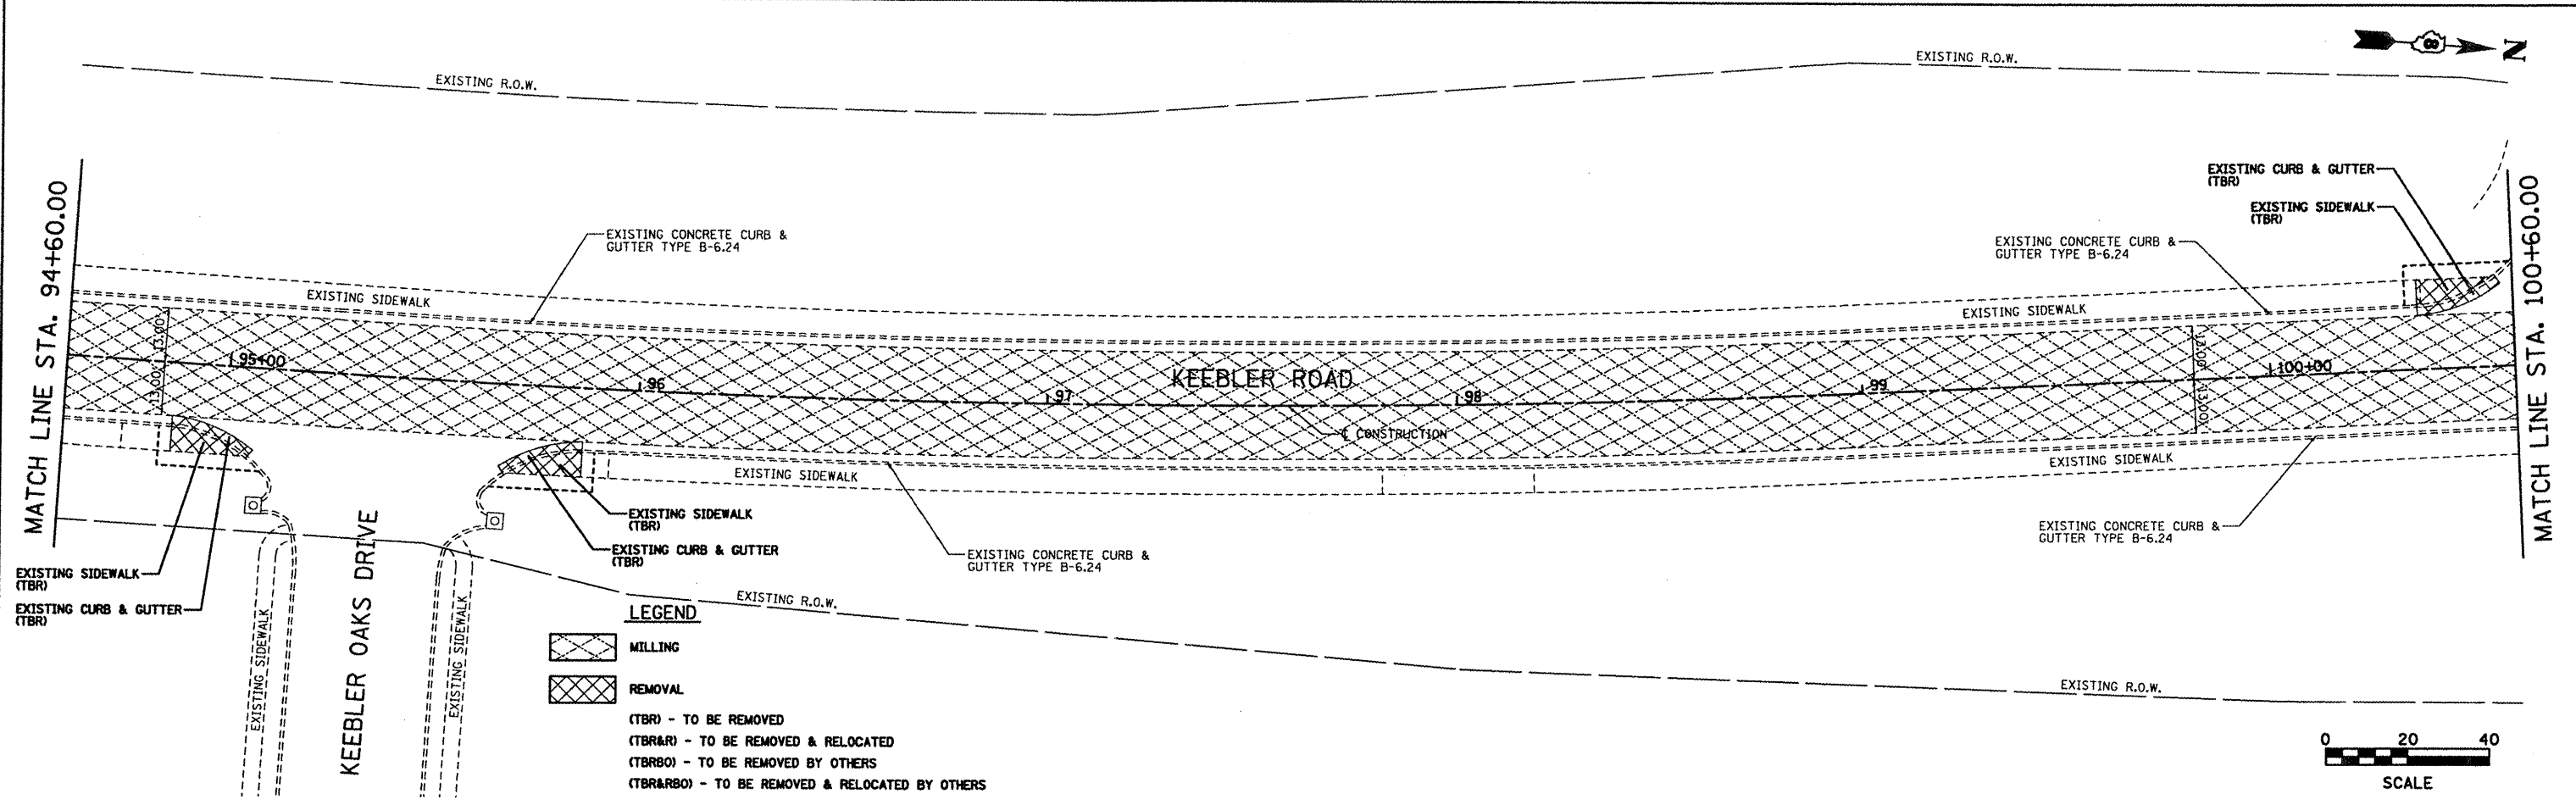 N
EXISTING R.O.W.
EXISTING R.O.W.
MATCH LINE STA. 94+60.00
MATCH LINE STA. 100+60.00
EXISTING CURB & GUTTER
(TBR)
EXISTING SIDEWALK
(TBR)
EXISTING CONCRETE CURB &
GUTTER TYPE B-6.24
EXISTING CONCRETE CURB &
GUTTER TYPE B-6.24
EXISTING SIDEWALK
EXISTING SIDEWALK
13.00'
13.00'
95+00
96
97
98
99
100+00
13.00'
13.00'
KEEBLER ROAD
℄ CONSTRUCTION
EXISTING SIDEWALK
EXISTING SIDEWALK
EXISTING SIDEWALK
(TBR)
EXISTING CURB & GUTTER
(TBR)
EXISTING CONCRETE CURB &
GUTTER TYPE B-6.24
EXISTING CONCRETE CURB &
GUTTER TYPE B-6.24
EXISTING SIDEWALK
(TBR)
EXISTING CURB & GUTTER
(TBR)
EXISTING SIDEWALK
KEEBLER OAKS DRIVE
EXISTING SIDEWALK
EXISTING R.O.W.
EXISTING R.O.W.
LEGEND
MILLING
REMOVAL
(TBR) - TO BE REMOVED
(TBR&R) - TO BE REMOVED & RELOCATED
(TBRBO) - TO BE REMOVED BY OTHERS
(TBR&RBO) - TO BE REMOVED & RELOCATED BY OTHERS
0 20 40
SCALE